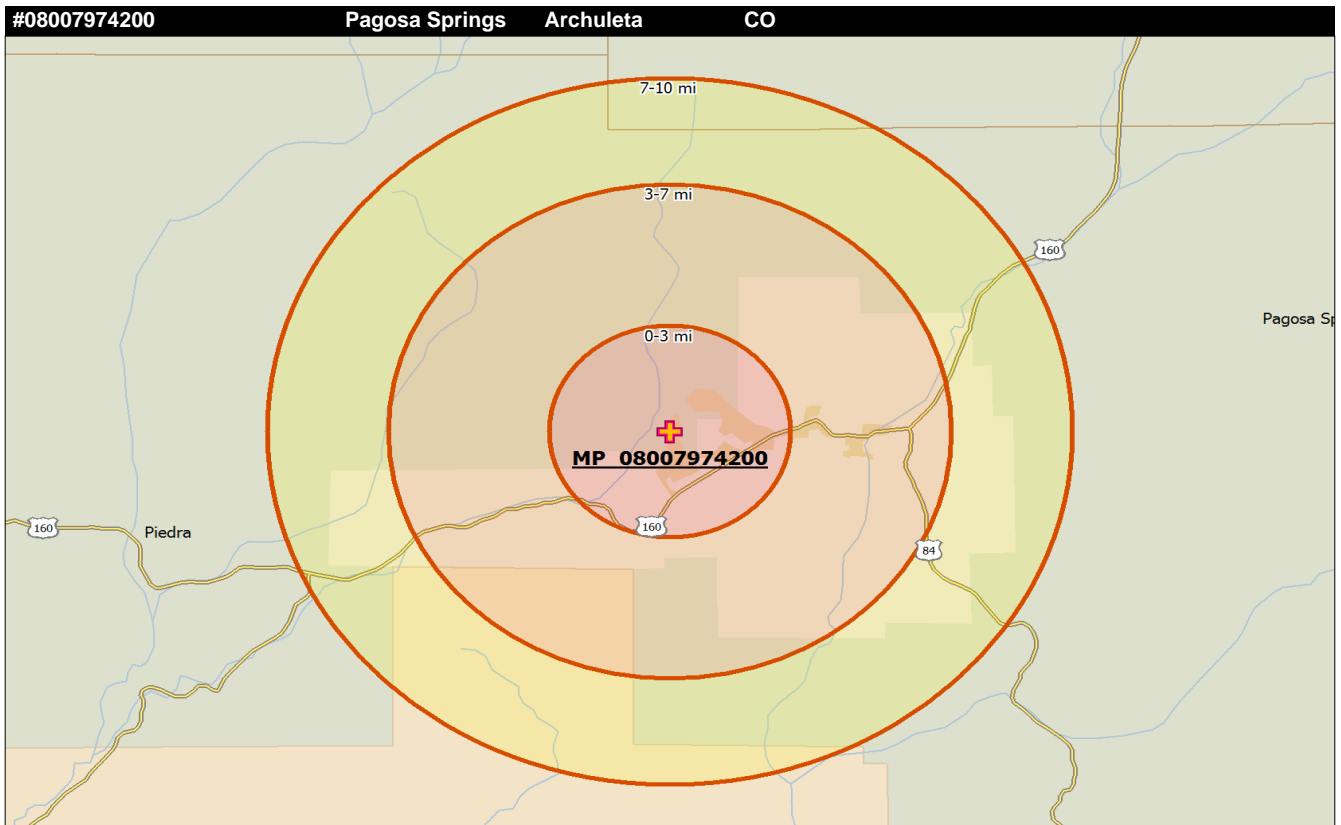 #08007974200 Pagosa Springs Archuleta CO
7-10 mi
3-7 mi
160
Pagosa Sp
0-3 mi
MP 08007974200
160
160
Piedra
84